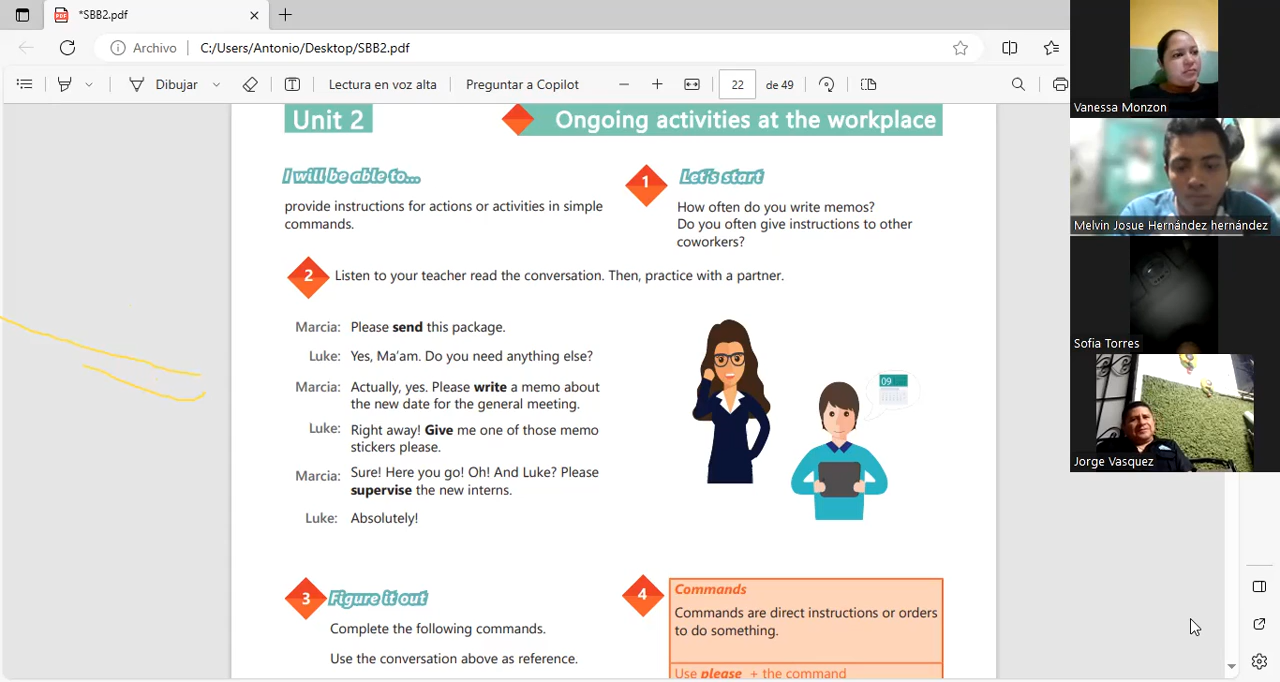 *SBB2.pdf
Archivo
C:/Users/Antonio/Desktop/SBB2.pdf
Dibujar
Lectura en voz alta
Preguntar a Copilot
22
de 49
Unit 2
Ongoing activities at the workplace
I will be able to...
provide instructions for actions or activities in simple
commands.
1
Let's start
How often do you write memos?
Do you often give instructions to other
coworkers?
2
Listen to your teacher read the conversation. Then, practice with a partner.
Marcia: Please send this package.
Luke: Yes, Ma'am. Do you need anything else?
Marcia: Actually, yes. Please write a memo about
the new date for the general meeting.
Luke: Right away! Give me one of those memo
stickers please.
Marcia: Sure! Here you go! Oh! And Luke? Please
supervise the new interns.
Luke: Absolutely!
09
3
Figure it out
Complete the following commands.
Use the conversation above as reference.
4
Commands
Commands are direct instructions or orders
to do something.
Use please + the command
Vanessa Monzon
Melvin Josue Hernández hernández
Sofia Torres
Jorge Vasquez